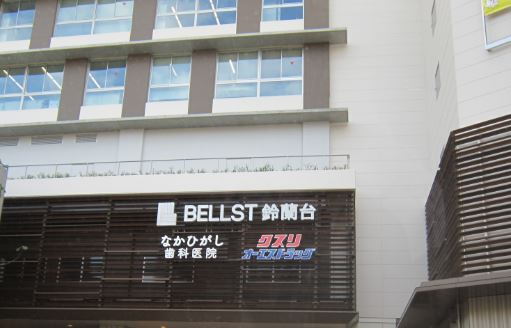 BELLST 鈴蘭台
なかひがし
歯科医院
クスリ
オーエスドラッグ